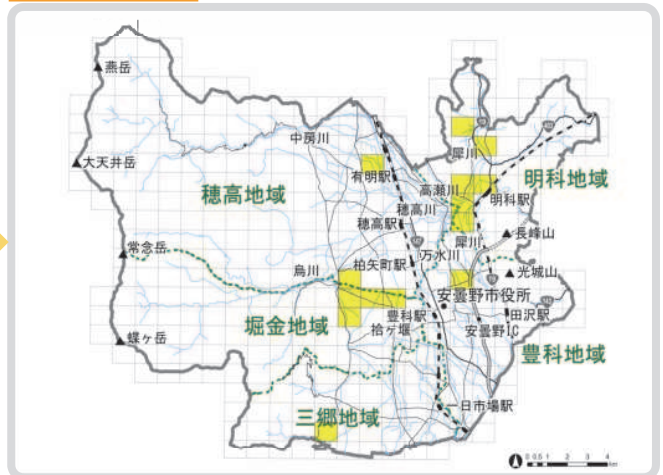 燕岳
中房川
犀川
大天井岳
有明駅
高瀬川
明科地域
穂高地域
穂高川
明科駅
穂高駅
犀川
長峰山
常念岳
万水川
烏川
柏矢町駅
光城山
安曇野市役所
豊科駅
田沢駅
堀金地域
拾ヶ堰
安曇野IC
蝶ヶ岳
豊科地域
一日市場駅
三郷地域
0 0.5 1 2 3 4
km